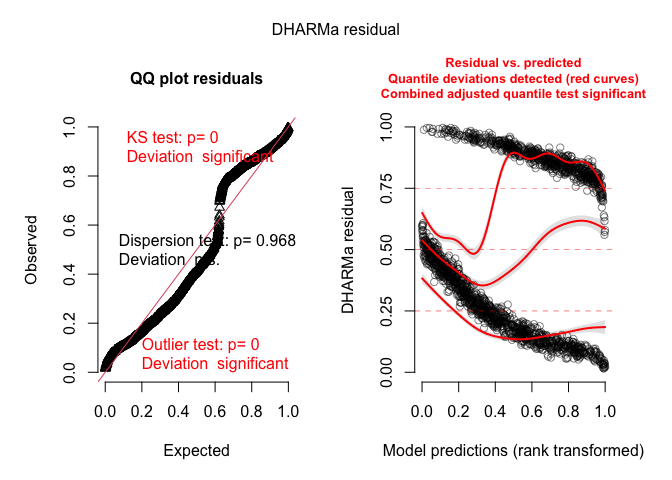 DHARMa residual
QQ plot residuals
KS test: p= 0
Deviation significant
Dispersion test: p= 0.968
Deviation n.s.
Outlier test: p= 0
Deviation significant
Observed
0.0 0.2 0.4 0.6 0.8 1.0
0.0 0.2 0.4 0.6 0.8 1.0
Expected
Residual vs. predicted
Quantile deviations detected (red curves)
Combined adjusted quantile test significant
DHARMa residual
0.00 0.25 0.50 0.75 1.00
0.0 0.2 0.4 0.6 0.8 1.0
Model predictions (rank transformed)